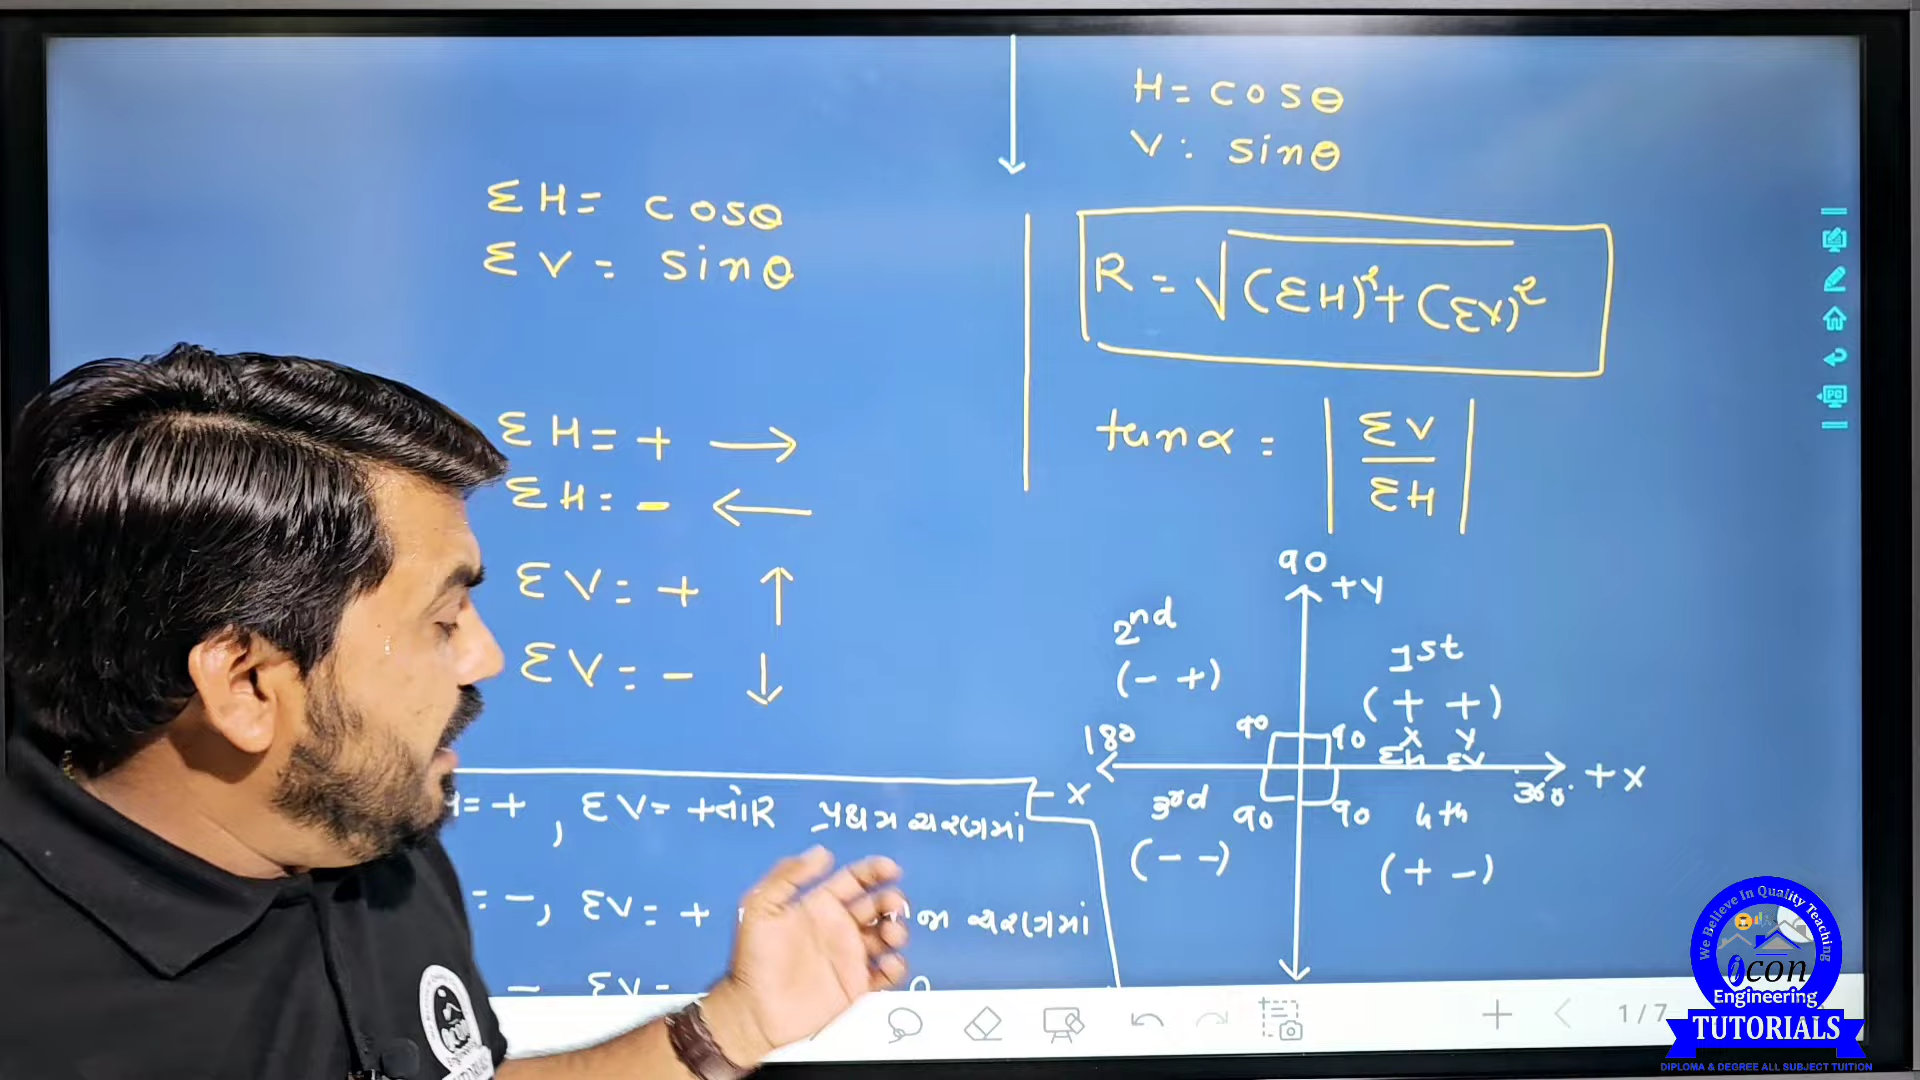 H = cosθ
V : sinθ
ΣH = cosθ
ΣV = sinθ
R = √(ΣH)²+(ΣV)²
tanα = |ΣV/ΣH|
ΣH = + →
ΣH = - ←
ΣV = + ↑
ΣV = - ↓
90
+y
2nd
(- +)
1st
(+ +)
x y
ΣH ΣV
180
90
90
-x
+x
360°
3rd
90
90
4th
(- -)
(+ -)
= +, ΣV = + તો R પ્રથમ ચરણમાં
= -, ΣV = + ચરણમાં
- ΣV =
1/7
We Believe In Quality Teaching
icon
Engineering
TUTORIALS
DIPLOMA & DEGREE ALL SUBJECT TUITION
PC